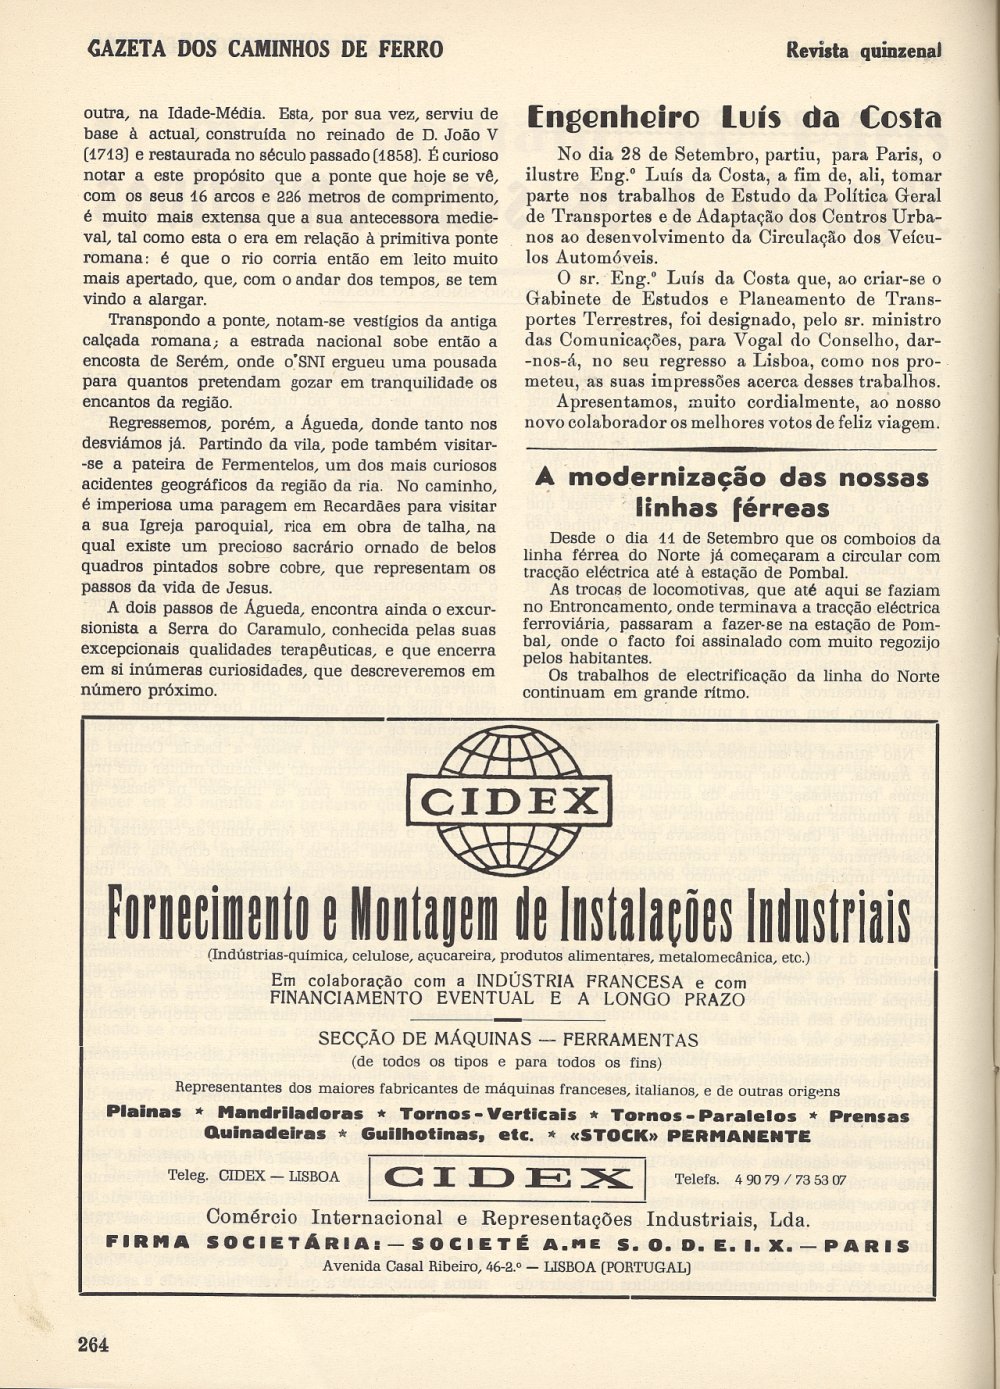 GAZETA DOS CAMINHOS DE FERRO
Revista quinzenal
outra, na Idade-Média. Esta, por sua vez, serviu de
base à actual, construída no reinado de D. João V
(1713) e restaurada no século passado (1858). É curioso
notar a este propósito que a ponte que hoje se vê,
com os seus 16 arcos e 226 metros de comprimento,
é muito mais extensa que a sua antecessora medie-
val, tal como esta o era em relação à primitiva ponte
romana: é que o rio corria então em leito muito
mais apertado, que, com o andar dos tempos, se tem
vindo a alargar.
Transpondo a ponte, notam-se vestígios da antiga
calçada romana; a estrada nacional sobe então a
encosta de Serém, onde o SNI ergueu uma pousada
para quantos pretendam gozar em tranquilidade os
encantos da região.
Regressemos, porém, a Águeda, donde tanto nos
desviámos já. Partindo da vila, pode também visitar-
-se a pateira de Fermentelos, um dos mais curiosos
acidentes geográficos da região da ria. No caminho,
é imperiosa uma paragem em Recardães para visitar
a sua Igreja paroquial, rica em obra de talha, na
qual existe um precioso sacrário ornado de belos
quadros pintados sobre cobre, que representam os
passos da vida de Jesus.
A dois passos de Águeda, encontra ainda o excur-
sionista a Serra do Caramulo, conhecida pelas suas
excepcionais qualidades terapêuticas, e que encerra
em si inúmeras curiosidades, que descreveremos em
número próximo.
Engenheiro Luís da Costa
No dia 28 de Setembro, partiu, para Paris, o
ilustre Eng.º Luís da Costa, a fim de, ali, tomar
parte nos trabalhos de Estudo da Política Geral
de Transportes e de Adaptação dos Centros Urba-
nos ao desenvolvimento da Circulação dos Veícu-
los Automóveis.
O sr. Eng.º Luís da Costa que, ao criar-se o
Gabinete de Estudos e Planeamento de Trans-
portes Terrestres, foi designado, pelo sr. ministro
das Comunicações, para Vogal do Conselho, dar-
-nos-á, no seu regresso a Lisboa, como nos pro-
meteu, as suas impressões acerca desses trabalhos.
Apresentamos, muito cordialmente, ao nosso
novo colaborador os melhores votos de feliz viagem.
A modernização das nossas
linhas férreas
Desde o dia 11 de Setembro que os comboios da
linha férrea do Norte já começaram a circular com
tracção eléctrica até à estação de Pombal.
As trocas de locomotivas, que até aqui se faziam
no Entroncamento, onde terminava a tracção eléctrica
ferroviária, passaram a fazer-se na estação de Pom-
bal, onde o facto foi assinalado com muito regozijo
pelos habitantes.
Os trabalhos de electrificação da linha do Norte
continuam em grande rítmo.
CIDEX
Fornecimento e Montagem de Instalações Industriais
(Indústrias-química, celulose, açucareira, produtos alimentares, metalomecânica, etc.)
Em colaboração com a INDÚSTRIA FRANCESA e com
FINANCIAMENTO EVENTUAL E A LONGO PRAZO
SECÇÃO DE MÁQUINAS — FERRAMENTAS
(de todos os tipos e para todos os fins)
Representantes dos maiores fabricantes de máquinas franceses, italianos, e de outras origens
Plainas * Mandriladoras * Tornos-Verticais * Tornos-Paralelos * Prensas
Quinadeiras * Guilhotinas, etc. * «STOCK» PERMANENTE
Teleg. CIDEX — LISBOA
CIDEX
Telefs. 4 90 79 / 73 53 07
Comércio Internacional e Representações Industriais, Lda.
FIRMA SOCIETÁRIA: — SOCIETÉ A.ME S. O. D. E. I. X. — PARIS
Avenida Casal Ribeiro, 46-2.º — LISBOA (PORTUGAL)
264